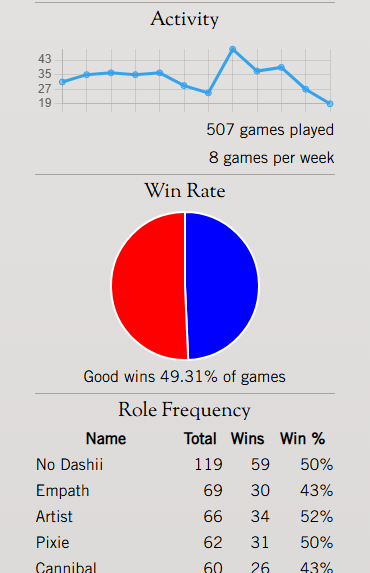 Activity
43
35
27
19
507 games played
8 games per week
Win Rate
Good wins 49.31% of games
Role Frequency
Name Total Wins Win %
No Dashii 119 59 50%
Empath 69 30 43%
Artist 66 34 52%
Pixie 62 31 50%
Cannibal 60 26 43%